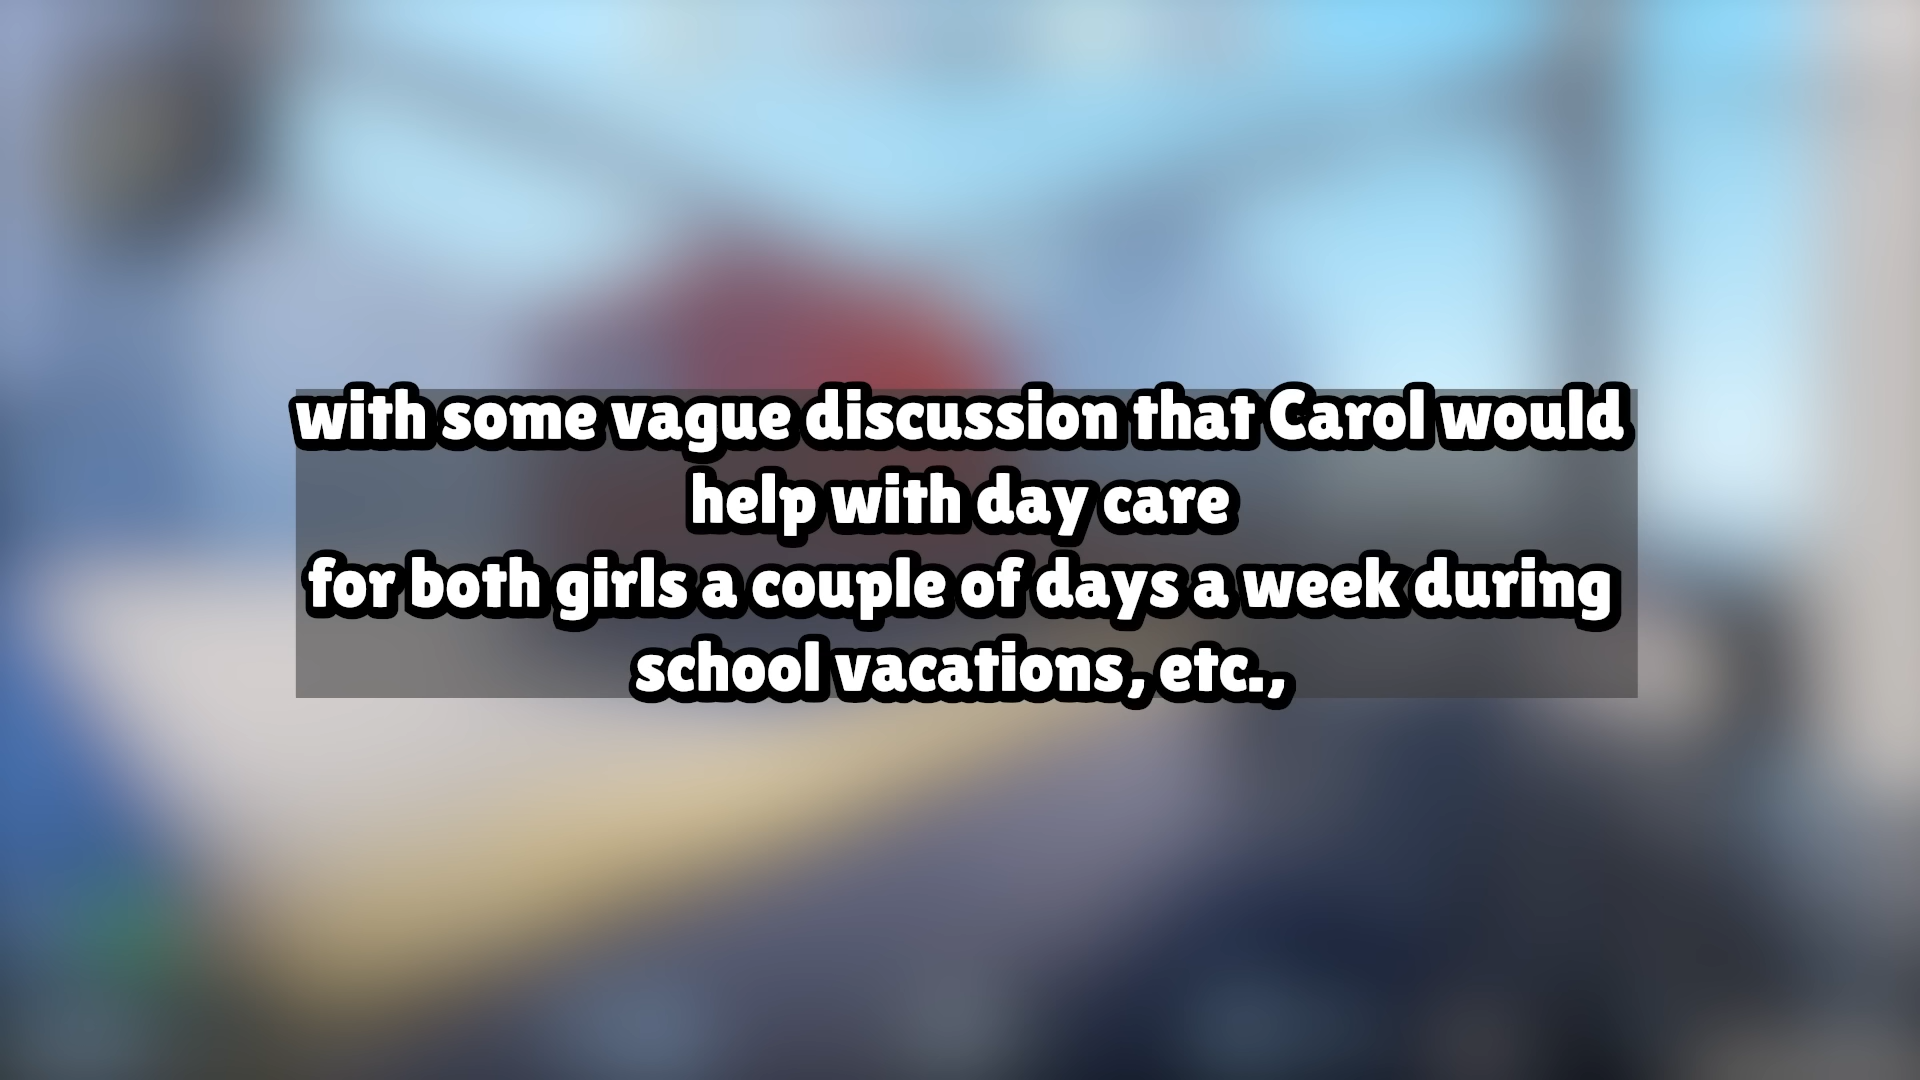 with some vague discussion that Carol would
help with day care
for both girls a couple of days a week during
school vacations, etc.,